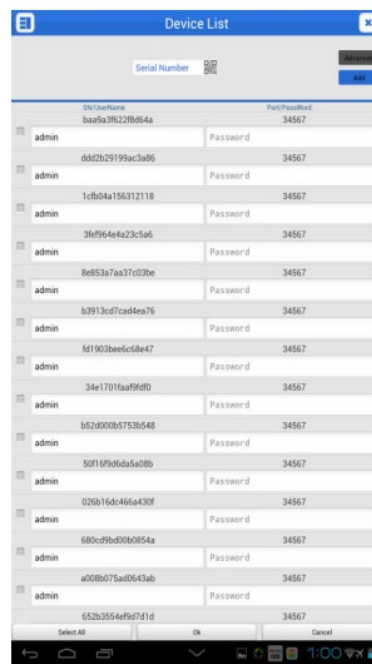 Device List
Serial Number
Advanced
Add
SN/UserName Port/PassWord
baa9a3f622f8d64a 34567
admin Password
ddd2b29199ac3a86 34567
admin Password
1cfb04a156312118 34567
admin Password
3fef964e4a23c5a6 34567
admin Password
8e853a7aa37c03be 34567
admin Password
b3913cd7cad4ea76 34567
admin Password
fd1903bee6c68e47 34567
admin Password
34e1701faaf9fdf0 34567
admin Password
b52d000b5753b548 34567
admin Password
50f16f9d6da5a08b 34567
admin Password
026b16dc466a430f 34567
admin Password
680cd9bd00b0854a 34567
admin Password
a008b075ad0643ab 34567
admin Password
652b3554ef9d7d1d 34567
Select All Ok Cancel
1:00